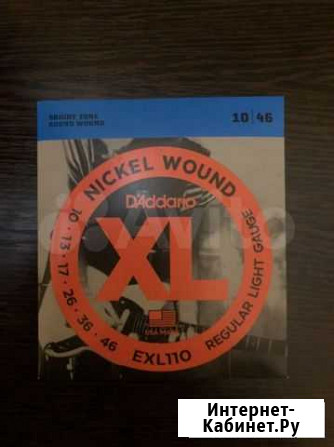 BRIGHT TONE
ROUND WOUND
10 | 46
NICKEL WOUND
D'Addario
XL
10 · 13 · 17 · 26 · 36 · 46
EXL110
REGULAR LIGHT GAUGE
Avito
Интернет-
Кабинет.Ру